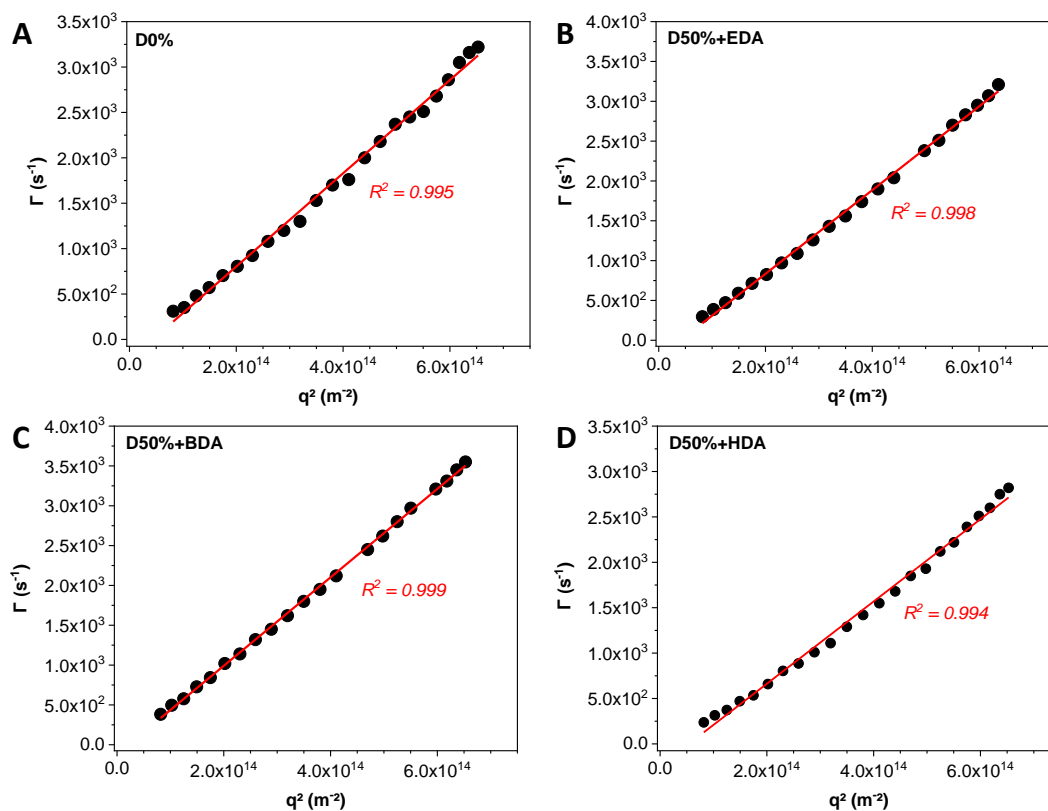 A
D0%
3.5x10³
3.0x10³
2.5x10³
2.0x10³
1.5x10³
1.0x10³
5.0x10²
0.0
Γ (s⁻¹)
R² = 0.995
0.0
2.0x10¹⁴
4.0x10¹⁴
6.0x10¹⁴
q² (m⁻²)
B
D50%+EDA
4.0x10³
3.5x10³
3.0x10³
2.5x10³
2.0x10³
1.5x10³
1.0x10³
5.0x10²
0.0
Γ (s⁻¹)
R² = 0.998
0.0
2.0x10¹⁴
4.0x10¹⁴
6.0x10¹⁴
q² (m⁻²)
C
D50%+BDA
4.0x10³
3.5x10³
3.0x10³
2.5x10³
2.0x10³
1.5x10³
1.0x10³
5.0x10²
0.0
Γ (s⁻¹)
R² = 0.999
0.0
2.0x10¹⁴
4.0x10¹⁴
6.0x10¹⁴
q² (m⁻²)
D
D50%+HDA
3.5x10³
3.0x10³
2.5x10³
2.0x10³
1.5x10³
1.0x10³
5.0x10²
0.0
Γ (s⁻¹)
R² = 0.994
0.0
2.0x10¹⁴
4.0x10¹⁴
6.0x10¹⁴
q² (m⁻²)